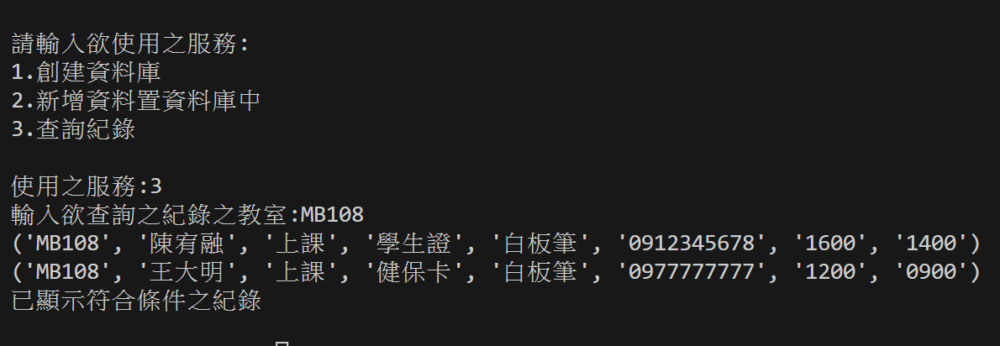 請輸入欲使用之服務:
1.創建資料庫
2.新增資料置資料庫中
3.查詢紀錄
使用之服務:3
輸入欲查詢之紀錄之教室:MB108
('MB108', '陳宥融', '上課', '學生證', '白板筆', '0912345678', '1600', '1400')
('MB108', '王大明', '上課', '健保卡', '白板筆', '0977777777', '1200', '0900')
已顯示符合條件之紀錄